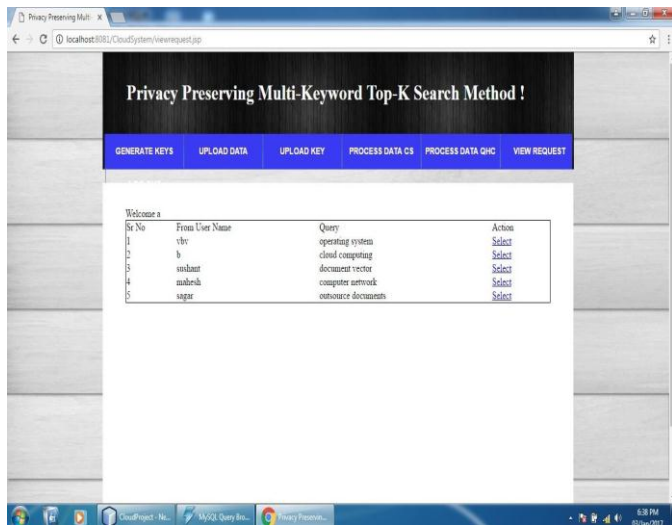 Privacy Preserving Mult
localhost:8081/CloudSystem/viewrequest.jsp
Privacy Preserving Multi-Keyword Top-K Search Method !
GENERATE KEYS UPLOAD DATA UPLOAD KEY PROCESS DATA CS PROCESS DATA QHC VIEW REQUEST
Welcome a
Sr No From User Name Query Action
1 vbv operating system Select
2 b cloud computing Select
3 sushant document vector Select
4 mahesh computer network Select
5 sagar outsource documents Select
CloudProject - Ne... MySQL Query Bro... Privacy Preservin...
6:38 PM